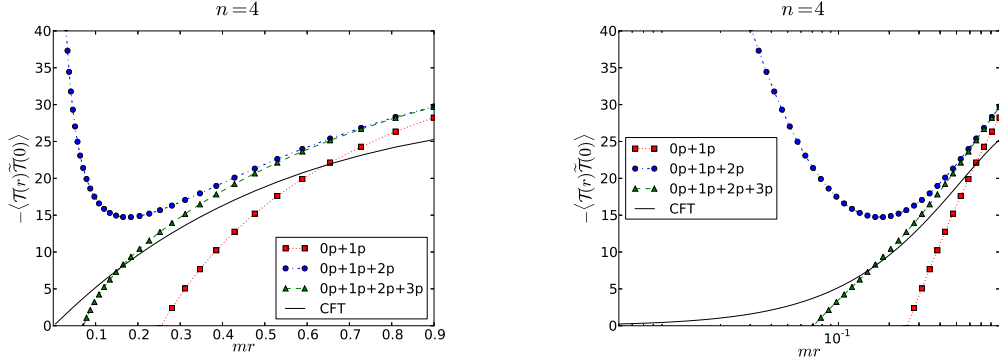 n = 4
40
35
30
25
20
15
10
5
0
−⟨𝒯(r)𝒯̃(0)⟩
0p+1p
0p+1p+2p
0p+1p+2p+3p
CFT
0.1 0.2 0.3 0.4 0.5 0.6 0.7 0.8 0.9
mr
n = 4
40
35
30
25
20
15
10
5
0
−⟨𝒯(r)𝒯̃(0)⟩
0p+1p
0p+1p+2p
0p+1p+2p+3p
CFT
10⁻¹
mr